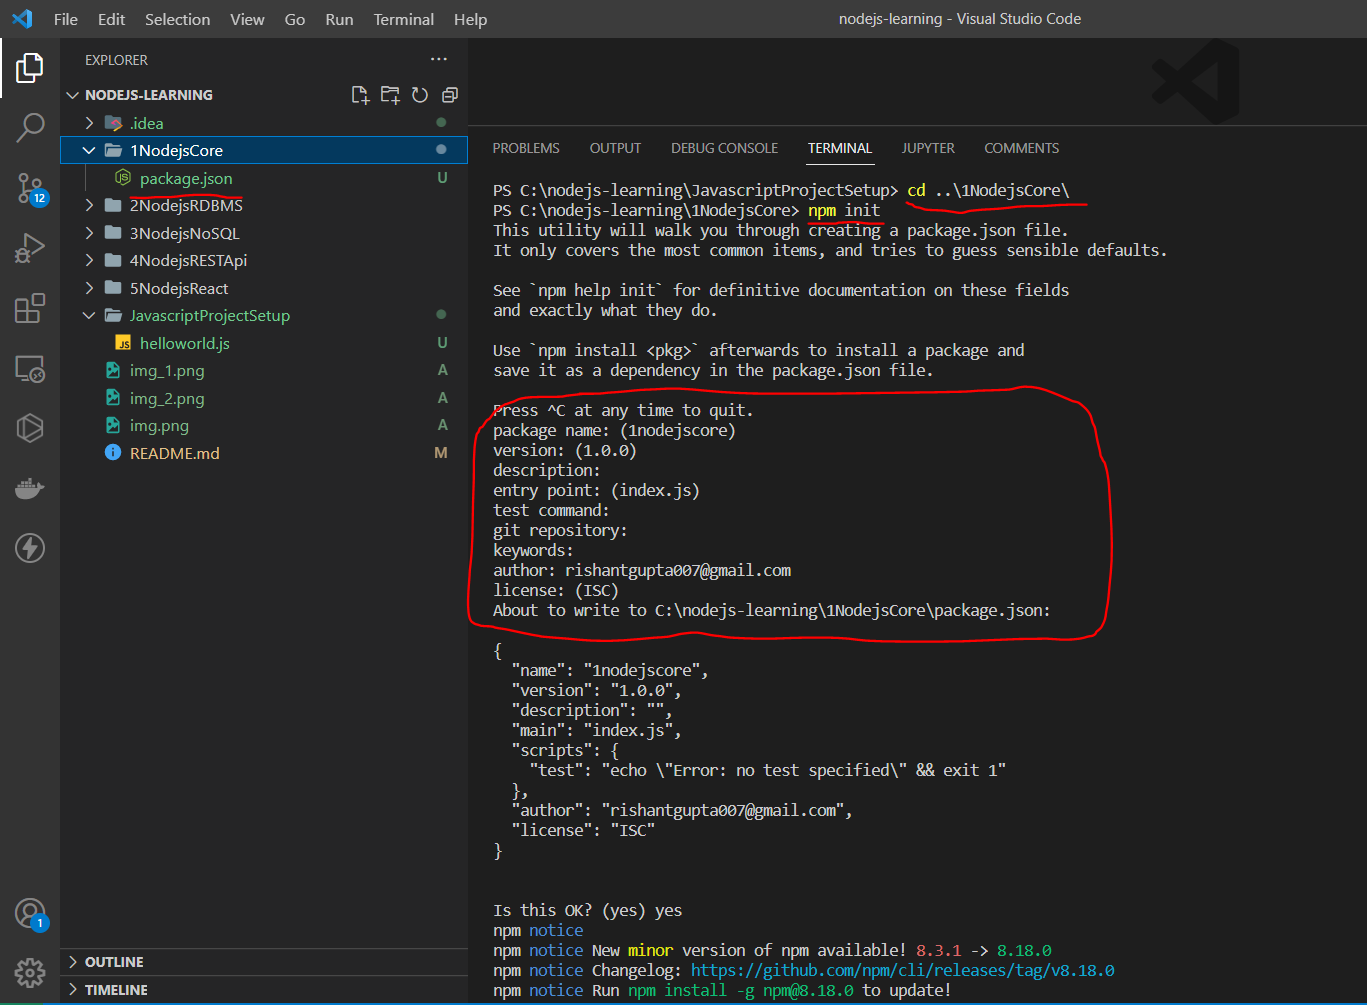 File Edit Selection View Go Run Terminal Help
nodejs-learning - Visual Studio Code
EXPLORER
NODEJS-LEARNING
.idea
1NodejsCore
package.json U
2NodejsRDBMS
3NodejsNoSQL
4NodejsRESTApi
5NodejsReact
JavascriptProjectSetup
JS helloworld.js U
img_1.png A
img_2.png A
img.png A
README.md M
OUTLINE
TIMELINE
12
1
PROBLEMS OUTPUT DEBUG CONSOLE TERMINAL JUPYTER COMMENTS
PS C:\nodejs-learning\JavascriptProjectSetup> cd ..\1NodejsCore\
PS C:\nodejs-learning\1NodejsCore> npm init
This utility will walk you through creating a package.json file.
It only covers the most common items, and tries to guess sensible defaults.
See `npm help init` for definitive documentation on these fields
and exactly what they do.
Use `npm install <pkg>` afterwards to install a package and
save it as a dependency in the package.json file.
Press ^C at any time to quit.
package name: (1nodejscore)
version: (1.0.0)
description:
entry point: (index.js)
test command:
git repository:
keywords:
author: rishantgupta007@gmail.com
license: (ISC)
About to write to C:\nodejs-learning\1NodejsCore\package.json:
{
"name": "1nodejscore",
"version": "1.0.0",
"description": "",
"main": "index.js",
"scripts": {
"test": "echo \"Error: no test specified\" && exit 1"
},
"author": "rishantgupta007@gmail.com",
"license": "ISC"
}
Is this OK? (yes) yes
npm notice
npm notice New minor version of npm available! 8.3.1 -> 8.18.0
npm notice Changelog: https://github.com/npm/cli/releases/tag/v8.18.0
npm notice Run npm install -g npm@8.18.0 to update!